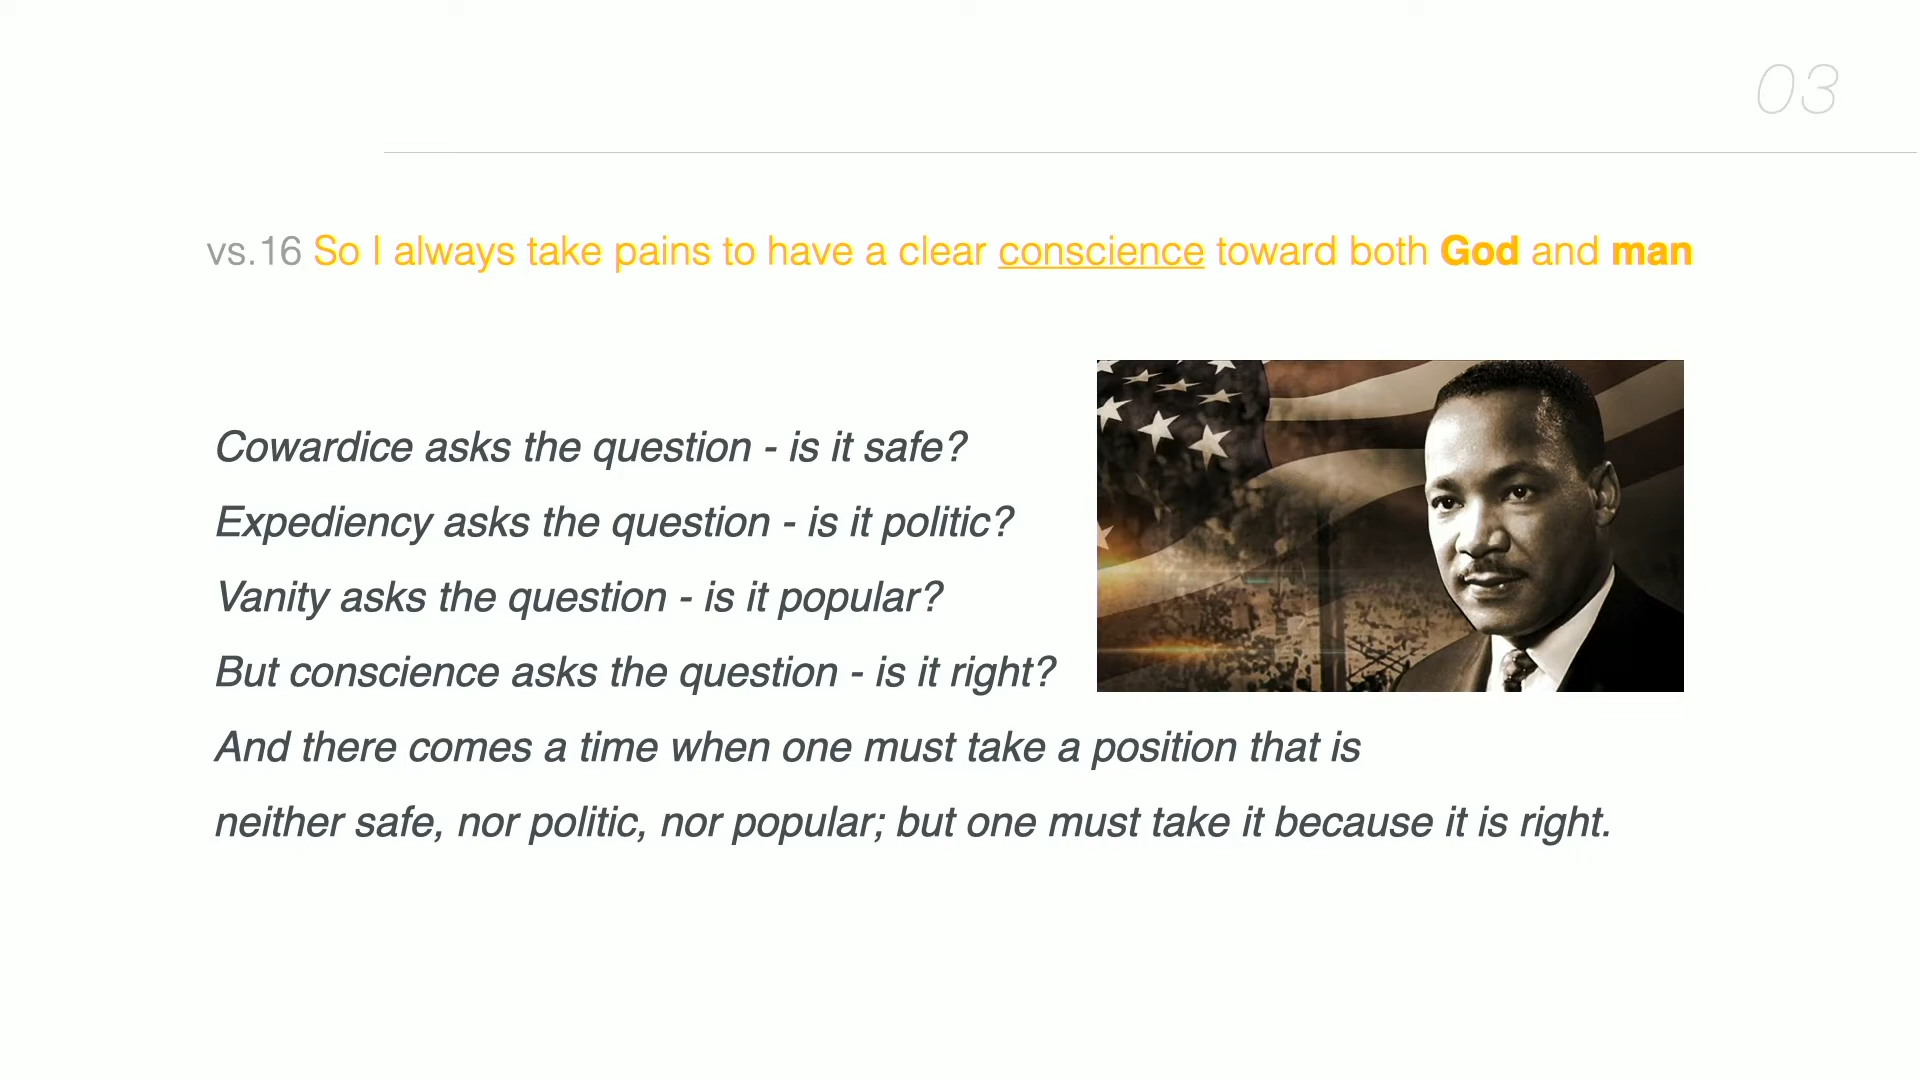 03
vs.16 So I always take pains to have a clear conscience toward both God and man
Cowardice asks the question - is it safe?
Expediency asks the question - is it politic?
Vanity asks the question - is it popular?
But conscience asks the question - is it right?
And there comes a time when one must take a position that is
neither safe, nor politic, nor popular; but one must take it because it is right.